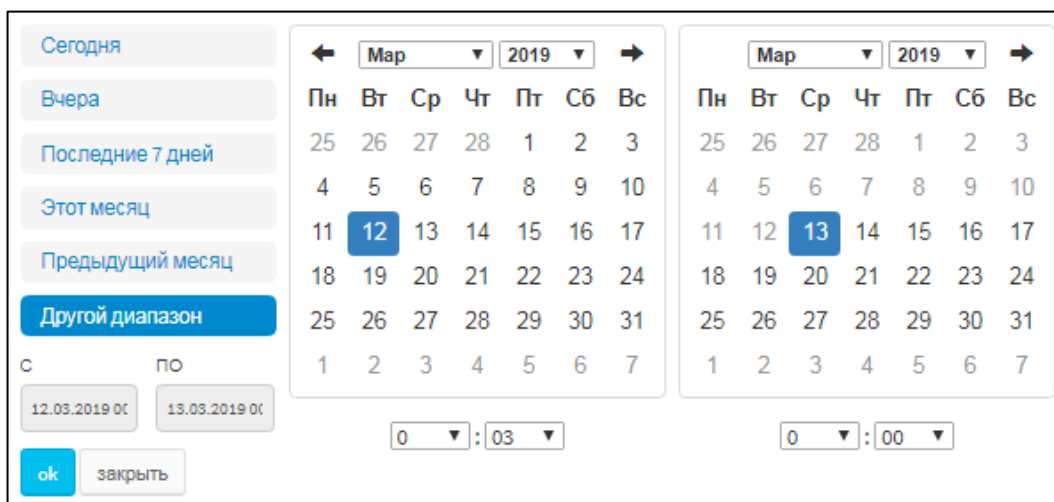 Сегодня
Вчера
Последние 7 дней
Этот месяц
Предыдущий месяц
Другой диапазон
С ПО
12.03.2019 00 13.03.2019 00
ok закрыть
Мар 2019
Пн Вт Ср Чт Пт Сб Вс
25 26 27 28 1 2 3
4 5 6 7 8 9 10
11 12 13 14 15 16 17
18 19 20 21 22 23 24
25 26 27 28 29 30 31
1 2 3 4 5 6 7
0 : 03
Мар 2019
Пн Вт Ср Чт Пт Сб Вс
25 26 27 28 1 2 3
4 5 6 7 8 9 10
11 12 13 14 15 16 17
18 19 20 21 22 23 24
25 26 27 28 29 30 31
1 2 3 4 5 6 7
0 : 00